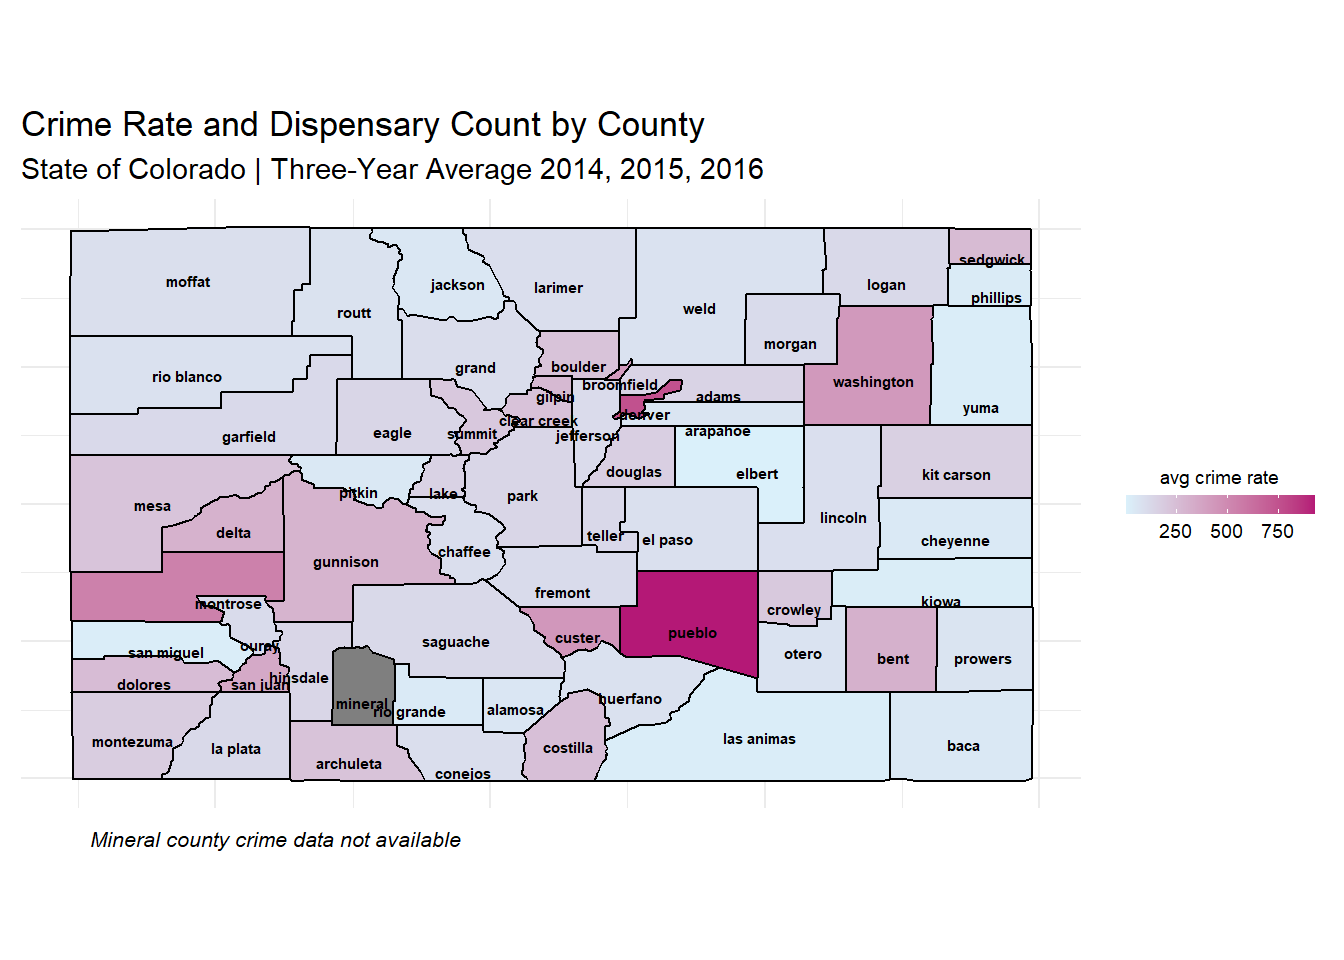 Crime Rate and Dispensary Count by County
State of Colorado | Three-Year Average 2014, 2015, 2016
sedgwick
moffat
jackson
larimer
logan
phillips
routt
weld
morgan
grand
boulder
rio blanco
broomfield
washington
gilpin
adams
yuma
clear creek
denver
garfield
eagle
summit
jefferson
arapahoe
douglas
elbert
kit carson
pitkin
lake
park
mesa
lincoln
delta
teller
el paso
cheyenne
chaffee
gunnison
fremont
montrose
crowley
kiowa
custer
pueblo
saguache
ouray
san miguel
otero
bent
prowers
hinsdale
dolores
san juan
mineral
rio grande
alamosa
huerfano
montezuma
la plata
costilla
las animas
baca
archuleta
conejos
avg crime rate
250 500 750
Mineral county crime data not available